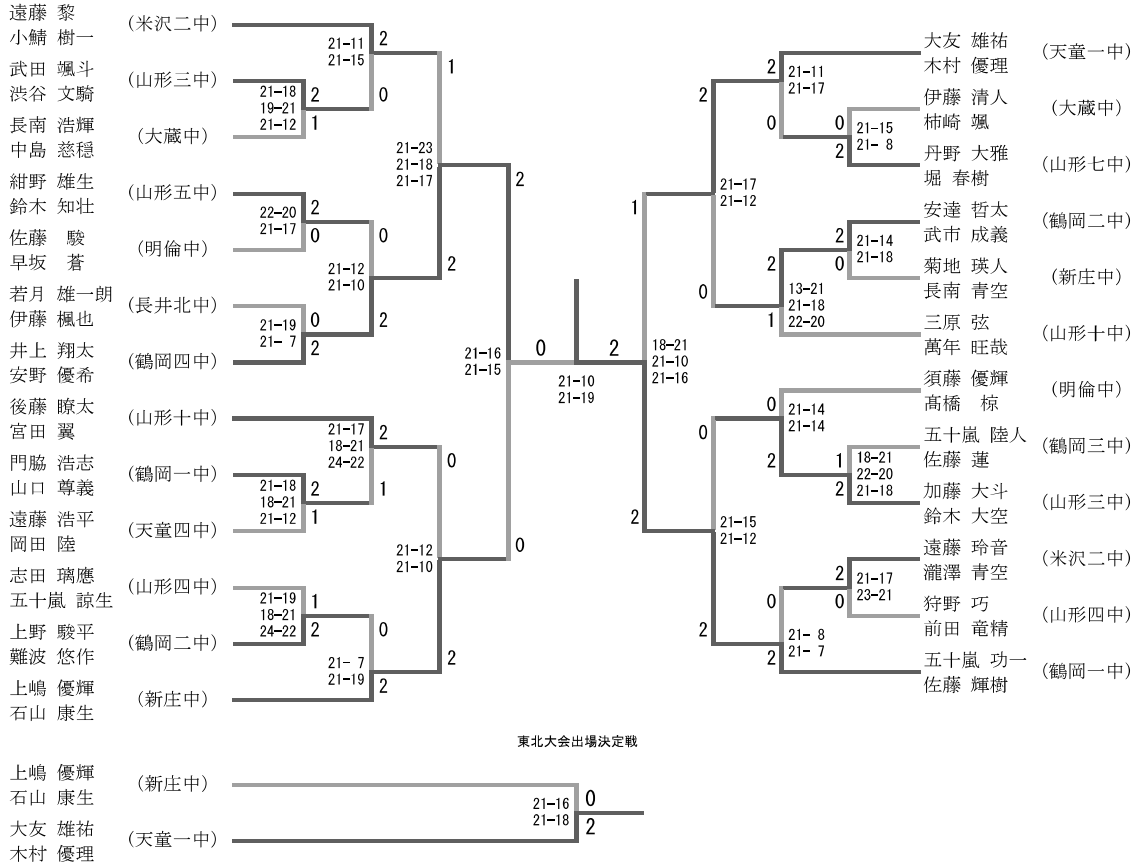 遠藤 黎
小鯖 樹一
(米沢二中)
武田 颯斗
渋谷 文騎
(山形三中)
長南 浩輝
中島 慈穏
(大蔵中)
紺野 雄生
鈴木 知壮
(山形五中)
佐藤 駿
早坂 蒼
(明倫中)
若月 雄一朗
伊藤 楓也
(長井北中)
井上 翔太
安野 優希
(鶴岡四中)
後藤 瞭太
宮田 翼
(山形十中)
門脇 浩志
山口 尊義
(鶴岡一中)
遠藤 浩平
岡田 陸
(天童四中)
志田 璃應
五十嵐 諒生
(山形四中)
上野 駿平
難波 悠作
(鶴岡二中)
上嶋 優輝
石山 康生
(新庄中)
21-11
21-15
2
0
21-18
19-21
21-12
2
1
22-20
21-17
2
0
21-19
21- 7
0
2
21-12
21-10
0
2
21-23
21-18
21-17
1
2
21-17
18-21
24-22
2
1
21-18
18-21
21-12
2
1
21-19
18-21
24-22
1
2
21- 7
21-19
0
2
21-12
21-10
0
2
21-16
21-15
2
0
0
2
21-10
21-19
18-21
21-10
21-16
1
2
21-17
21-12
2
0
21-11
21-17
2
0
21-15
21- 8
0
2
21-14
21-18
2
0
13-21
21-18
22-20
2
1
21-15
21-12
0
2
21-14
21-14
0
2
18-21
22-20
21-18
1
2
21-17
23-21
2
0
21- 8
21- 7
0
2
大友 雄祐
木村 優理
(天童一中)
伊藤 清人
柿崎 颯
(大蔵中)
丹野 大雅
堀 春樹
(山形七中)
安達 哲太
武市 成義
(鶴岡二中)
菊地 瑛人
長南 青空
(新庄中)
三原 弦
萬年 旺哉
(山形十中)
須藤 優輝
髙橋 椋
(明倫中)
五十嵐 陸人
佐藤 蓮
(鶴岡三中)
加藤 大斗
鈴木 大空
(山形三中)
遠藤 玲音
瀧澤 青空
(米沢二中)
狩野 巧
前田 竜精
(山形四中)
五十嵐 功一
佐藤 輝樹
(鶴岡一中)
東北大会出場決定戦
上嶋 優輝
石山 康生
(新庄中)
大友 雄祐
木村 優理
(天童一中)
21-16
21-18
0
2